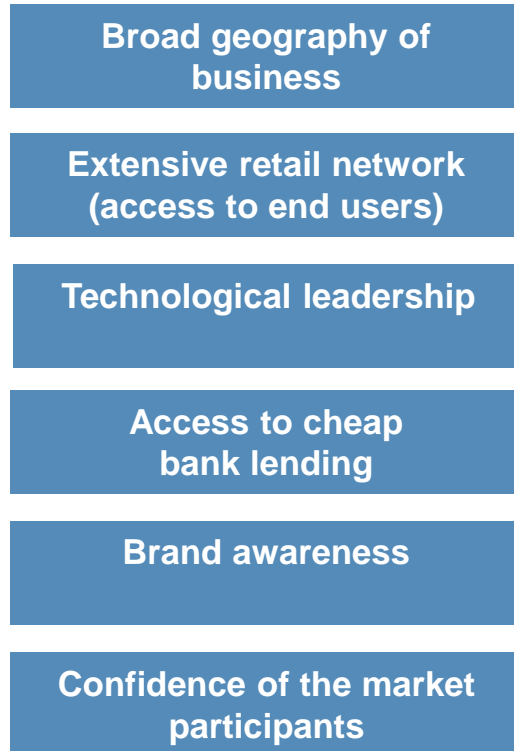 Broad geography of
business
Extensive retail network
(access to end users)
Technological leadership
Access to cheap
bank lending
Brand awareness
Confidence of the market
participants